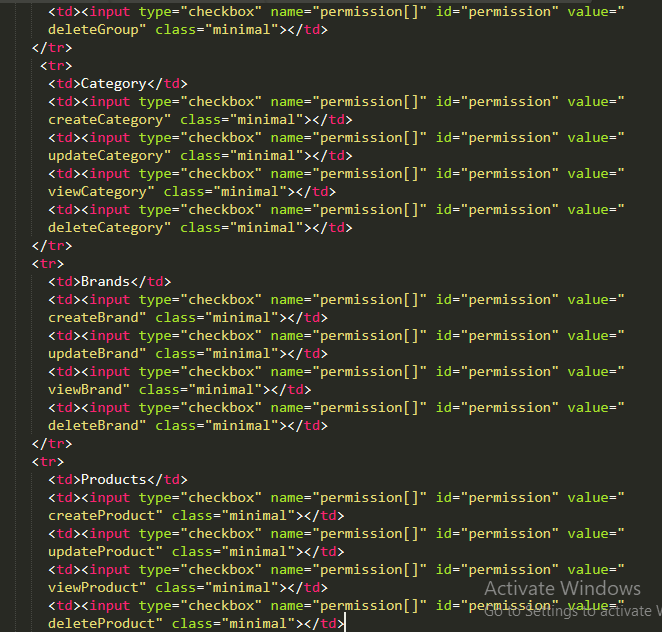 <td><input type="checkbox" name="permission[]" id="permission" value="
deleteGroup" class="minimal"></td>
</tr>
<tr>
<td>Category</td>
<td><input type="checkbox" name="permission[]" id="permission" value="
createCategory" class="minimal"></td>
<td><input type="checkbox" name="permission[]" id="permission" value="
updateCategory" class="minimal"></td>
<td><input type="checkbox" name="permission[]" id="permission" value="
viewCategory" class="minimal"></td>
<td><input type="checkbox" name="permission[]" id="permission" value="
deleteCategory" class="minimal"></td>
</tr>
<tr>
<td>Brands</td>
<td><input type="checkbox" name="permission[]" id="permission" value="
createBrand" class="minimal"></td>
<td><input type="checkbox" name="permission[]" id="permission" value="
updateBrand" class="minimal"></td>
<td><input type="checkbox" name="permission[]" id="permission" value="
viewBrand" class="minimal"></td>
<td><input type="checkbox" name="permission[]" id="permission" value="
deleteBrand" class="minimal"></td>
</tr>
<tr>
<td>Products</td>
<td><input type="checkbox" name="permission[]" id="permission" value="
createProduct" class="minimal"></td>
<td><input type="checkbox" name="permission[]" id="permission" value="
updateProduct" class="minimal"></td>
<td><input type="checkbox" name="permission[]" id="permission" value="
viewProduct" class="minimal"></td>
<td><input type="checkbox" name="permission[]" id="permission" value="
deleteProduct" class="minimal"></td>
Activate Windows
Go to Settings to activate W